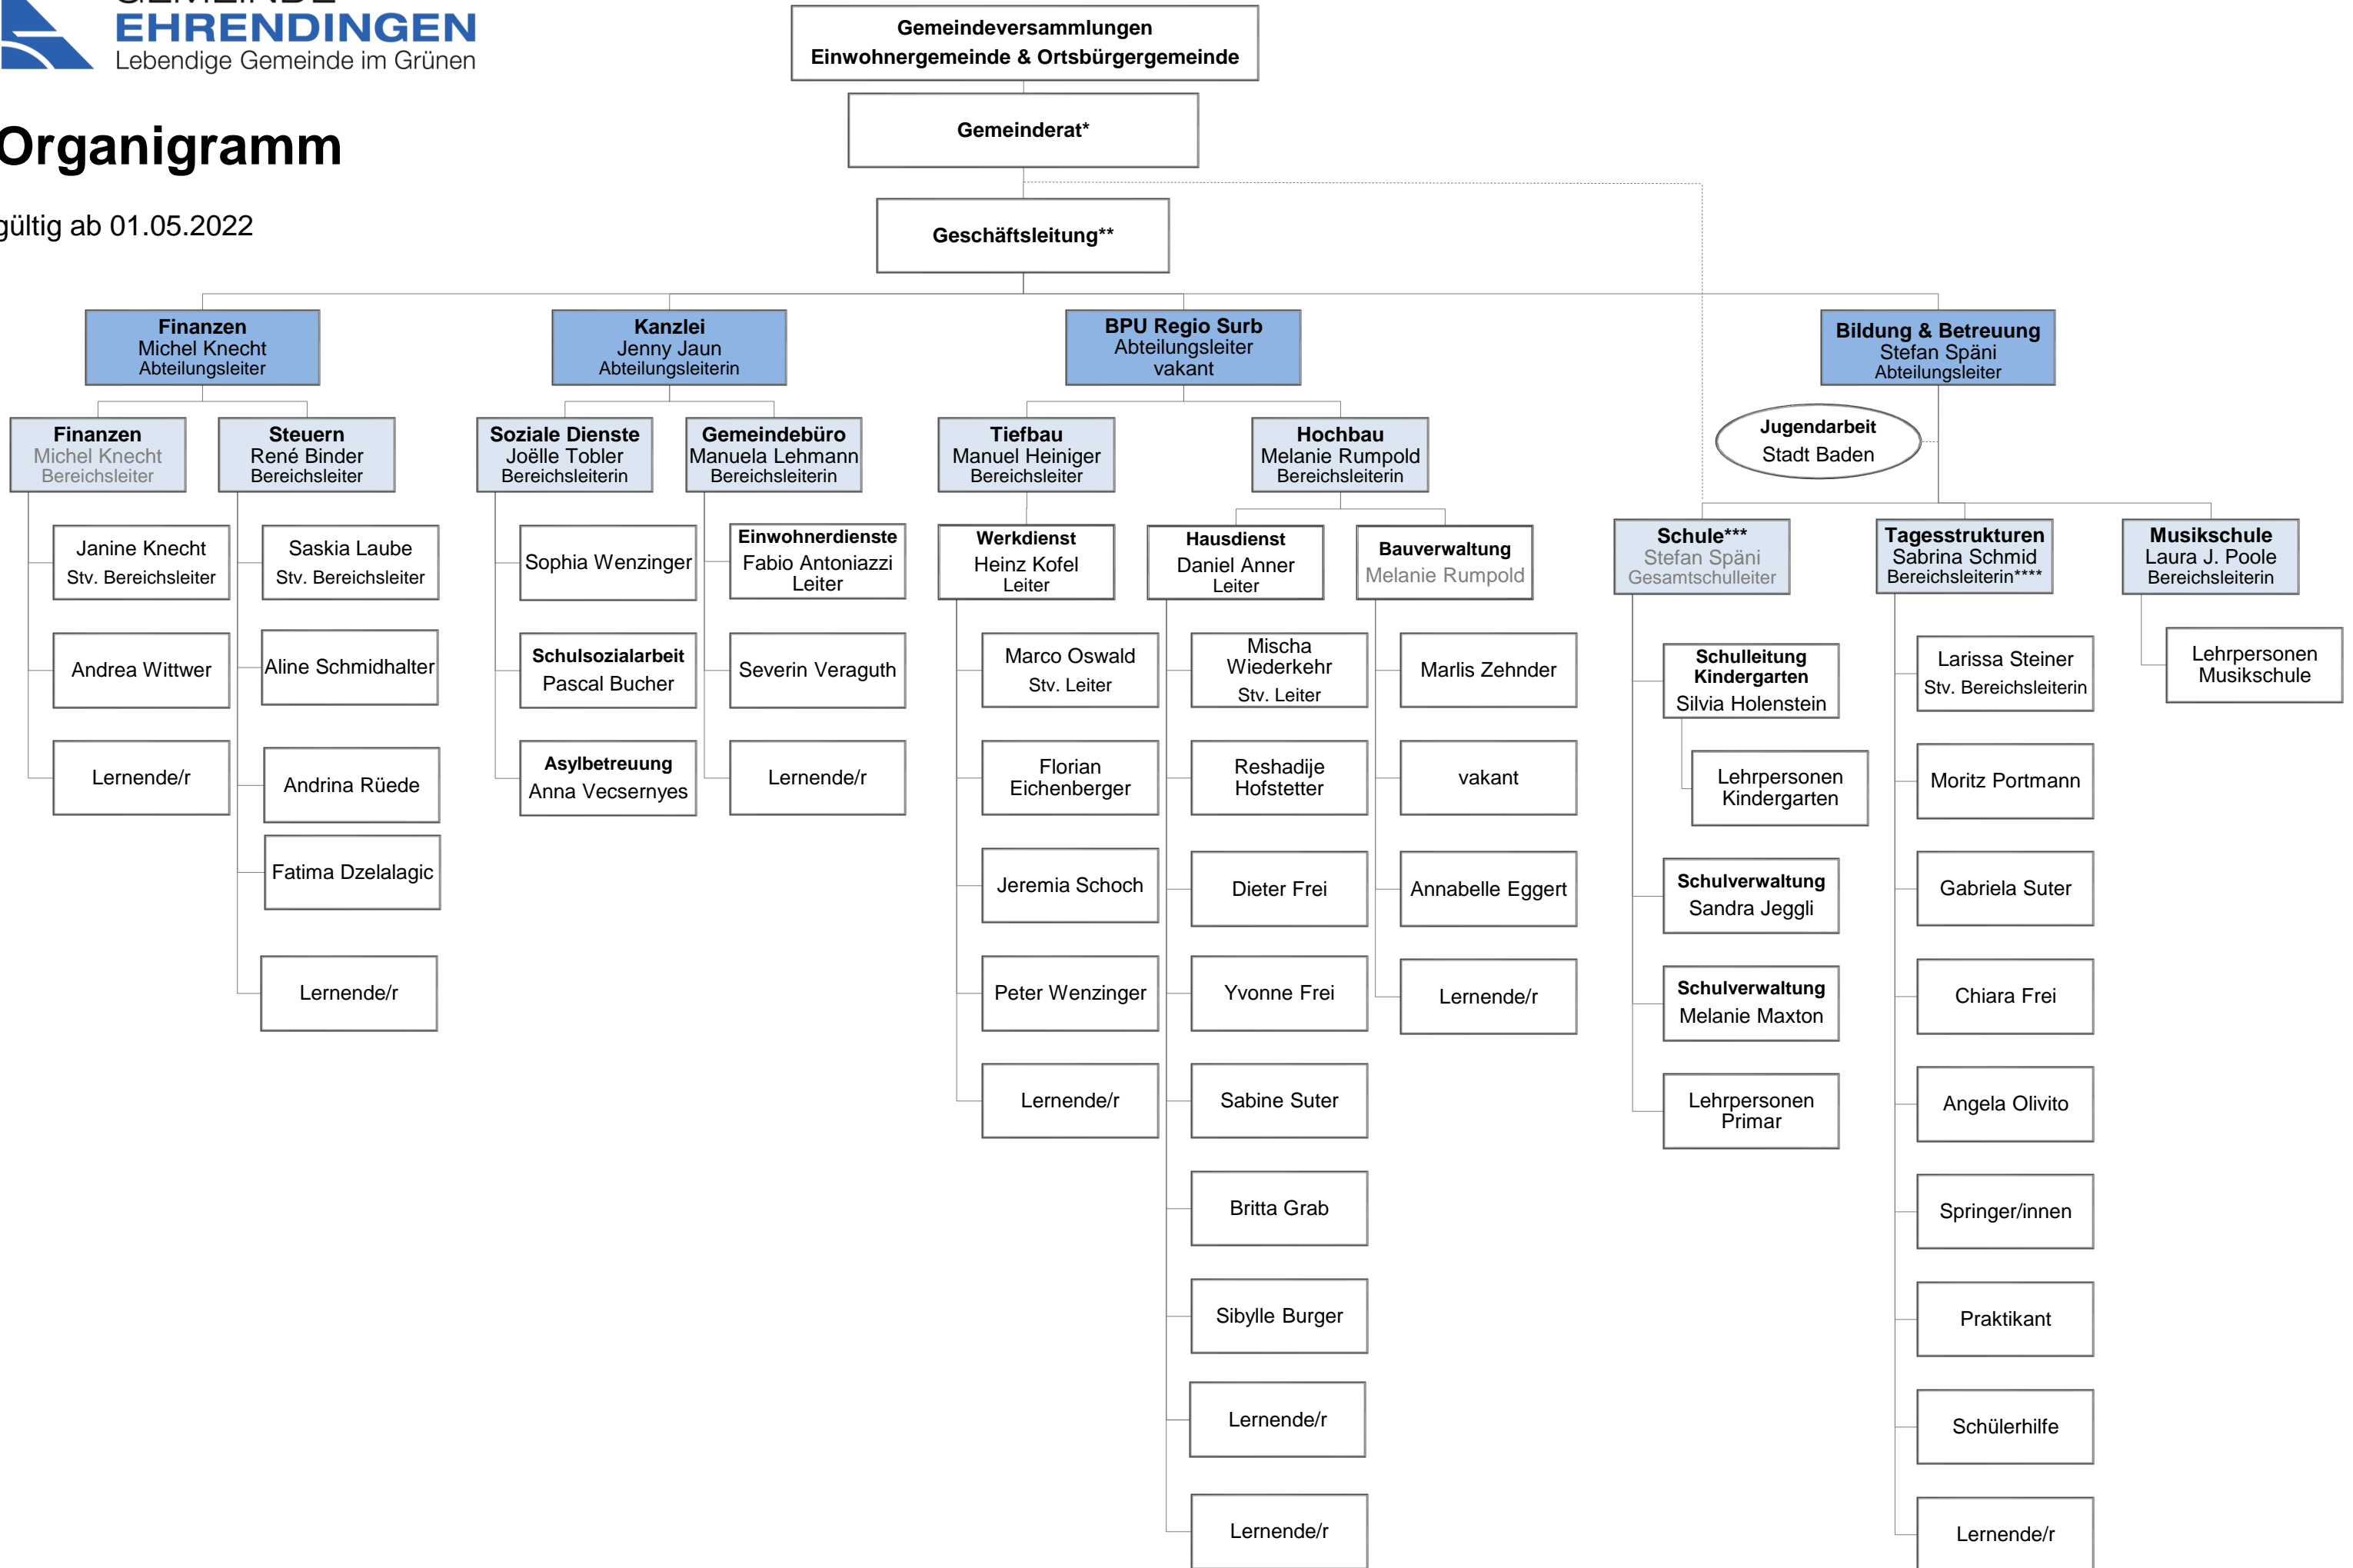 GEMEINDE
EHRENDINGEN
Lebendige Gemeinde im Grünen
Organigramm
gültig ab 01.05.2022
Gemeindeversammlungen
Einwohnergemeinde & Ortsbürgergemeinde
Gemeinderat*
Geschäftsleitung**
Finanzen
Michel Knecht
Abteilungsleiter
Kanzlei
Jenny Jaun
Abteilungsleiterin
BPU Regio Surb
Abteilungsleiter
vakant
Bildung & Betreuung
Stefan Späni
Abteilungsleiter
Jugendarbeit
Stadt Baden
Finanzen
Michel Knecht
Bereichsleiter
Janine Knecht
Stv. Bereichsleiter
Andrea Wittwer
Lernende/r
Steuern
René Binder
Bereichsleiter
Saskia Laube
Stv. Bereichsleiter
Aline Schmidhalter
Andrina Rüede
Fatima Dzelalagic
Lernende/r
Soziale Dienste
Joëlle Tobler
Bereichsleiterin
Sophia Wenzinger
Schulsozialarbeit
Pascal Bucher
Asylbetreuung
Anna Vecsernyes
Gemeindebüro
Manuela Lehmann
Bereichsleiterin
Einwohnerdienste
Fabio Antoniazzi
Leiter
Severin Veraguth
Lernende/r
Tiefbau
Manuel Heiniger
Bereichsleiter
Werkdienst
Heinz Kofel
Leiter
Marco Oswald
Stv. Leiter
Florian
Eichenberger
Jeremia Schoch
Peter Wenzinger
Lernende/r
Hochbau
Melanie Rumpold
Bereichsleiterin
Hausdienst
Daniel Anner
Leiter
Mischa
Wiederkehr
Stv. Leiter
Reshadije
Hofstetter
Dieter Frei
Yvonne Frei
Sabine Suter
Britta Grab
Sibylle Burger
Lernende/r
Lernende/r
Bauverwaltung
Melanie Rumpold
Marlis Zehnder
vakant
Annabelle Eggert
Lernende/r
Schule***
Stefan Späni
Gesamtschulleiter
Schulleitung
Kindergarten
Silvia Holenstein
Lehrpersonen
Kindergarten
Schulverwaltung
Sandra Jeggli
Schulverwaltung
Melanie Maxton
Lehrpersonen
Primar
Tagesstrukturen
Sabrina Schmid
Bereichsleiterin****
Larissa Steiner
Stv. Bereichsleiterin
Moritz Portmann
Gabriela Suter
Chiara Frei
Angela Olivito
Springer/innen
Praktikant
Schülerhilfe
Lernende/r
Musikschule
Laura J. Poole
Bereichsleiterin
Lehrpersonen
Musikschule